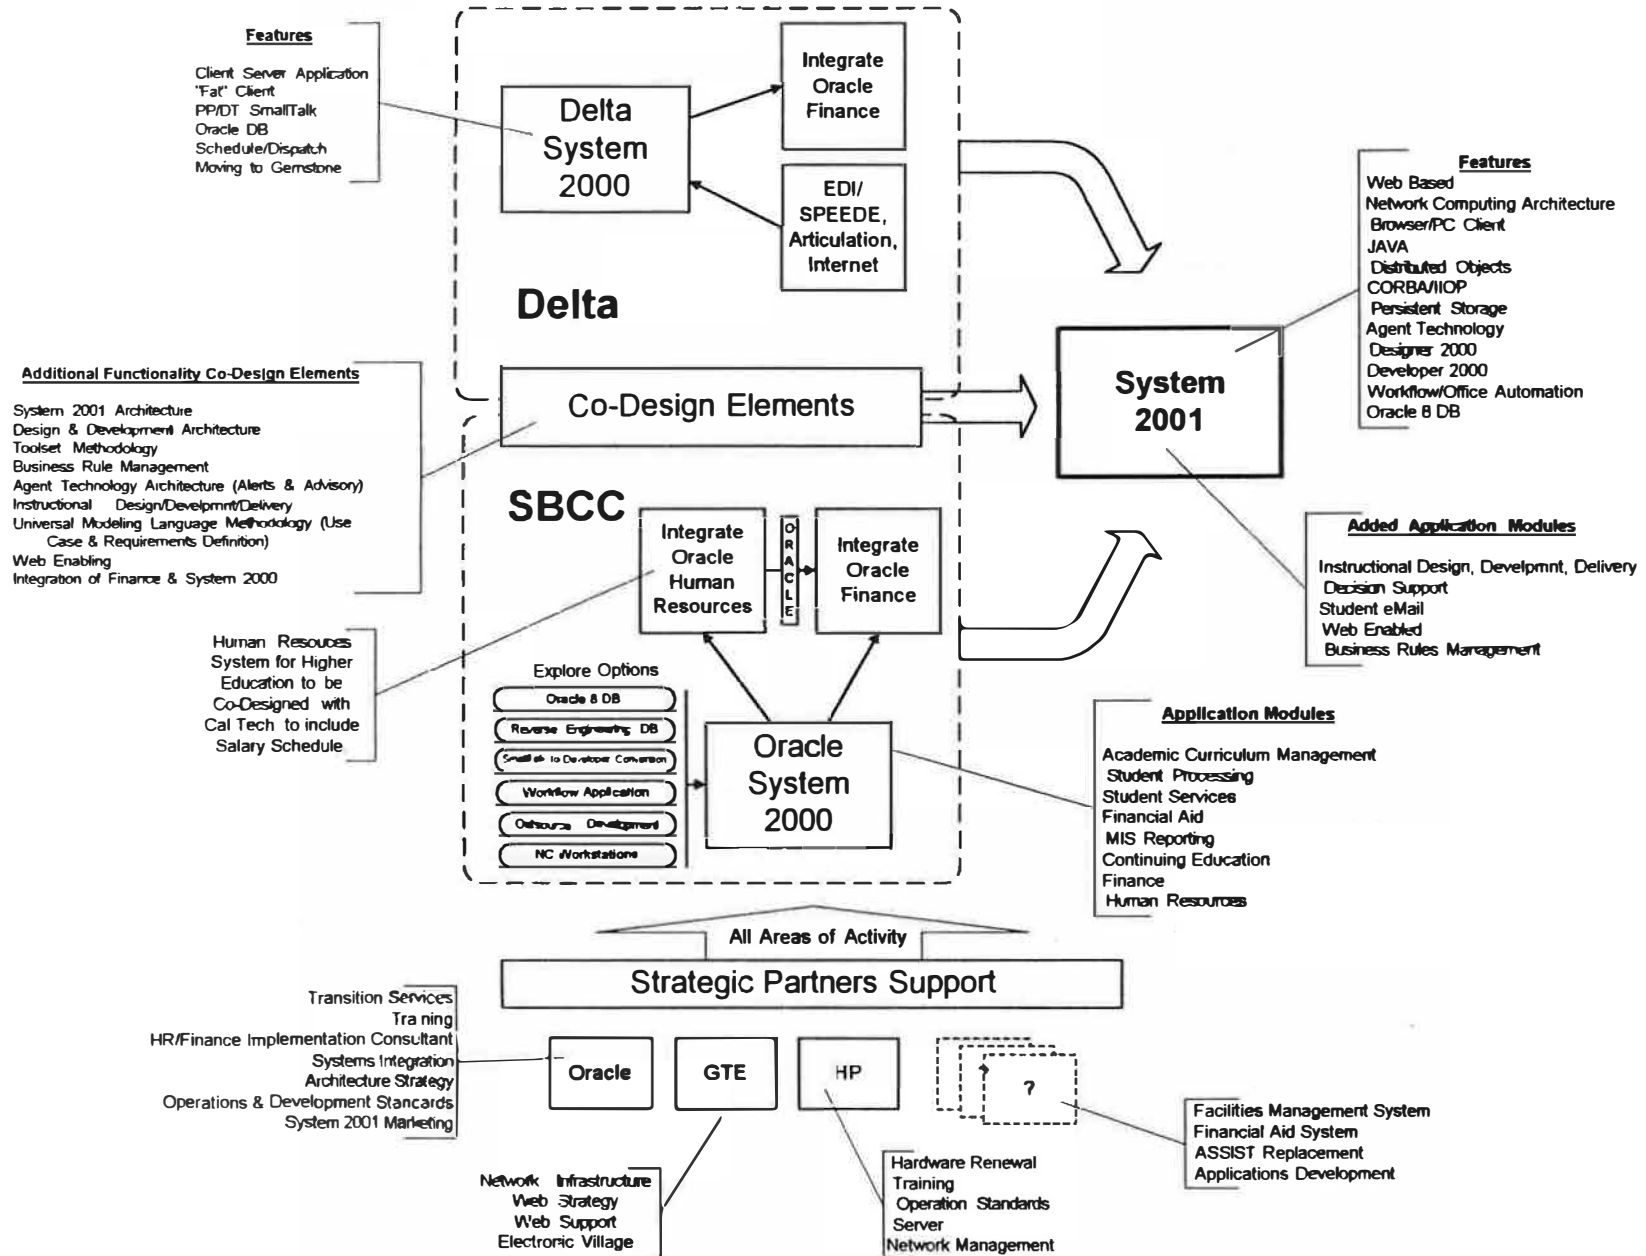 Features
Client Server Application
"Fat" Client
PP/DT SmallTalk
Oracle DB
Schedule/Dispatch
Moving to Gemstone
Delta
System
2000
Integrate
Oracle
Finance
EDI/
SPEEDE,
Articulation,
Internet
Delta
Features
Web Based
Network Computing Architecture
Browser/PC Client
JAVA
Distributed Objects
CORBA/IIOP
Persistent Storage
Agent Technology
Designer 2000
Developer 2000
Workflow/Office Automation
Oracle 8 DB
System
2001
Additional Functionality Co-Design Elements
System 2001 Architecture
Design & Development Architecture
Toolset Methodology
Business Rule Management
Agent Technology Architecture (Alerts & Advisory)
Instructional Design/Develpmnt/Delivery
Universal Modeling Language Methodology (Use
Case & Requirements Definition)
Web Enabling
Integration of Finance & System 2000
Co-Design Elements
SBCC
Integrate
Oracle
Human
Resources
ORACLE
Integrate
Oracle
Finance
Added Application Modules
Instructional Design, Develpmnt, Delivery
Decision Support
Student eMail
Web Enabled
Business Rules Management
Human Resouces
System for Higher
Education to be
Co-Designed with
Cal Tech to include
Salary Schedule
Explore Options
Oracle 8 DB
Reverse Engineering DB
Smalltalk to Developer Conversion
Workflow Application
Outsource Development
NC Workstations
Oracle
System
2000
Application Modules
Academic Curriculum Management
Student Processing
Student Services
Financial Aid
MIS Reporting
Continuing Education
Finance
Human Resources
All Areas of Activity
Strategic Partners Support
Transition Services
Training
HR/Finance Implementation Consultant
Systems Integration
Architecture Strategy
Operations & Development Standards
System 2001 Marketing
Oracle
GTE
HP
?
?
Network Infrastructure
Web Strategy
Web Support
Electronic Village
Hardware Renewal
Training
Operation Standards
Server
Network Management
Facilities Management System
Financial Aid System
ASSIST Replacement
Applications Development